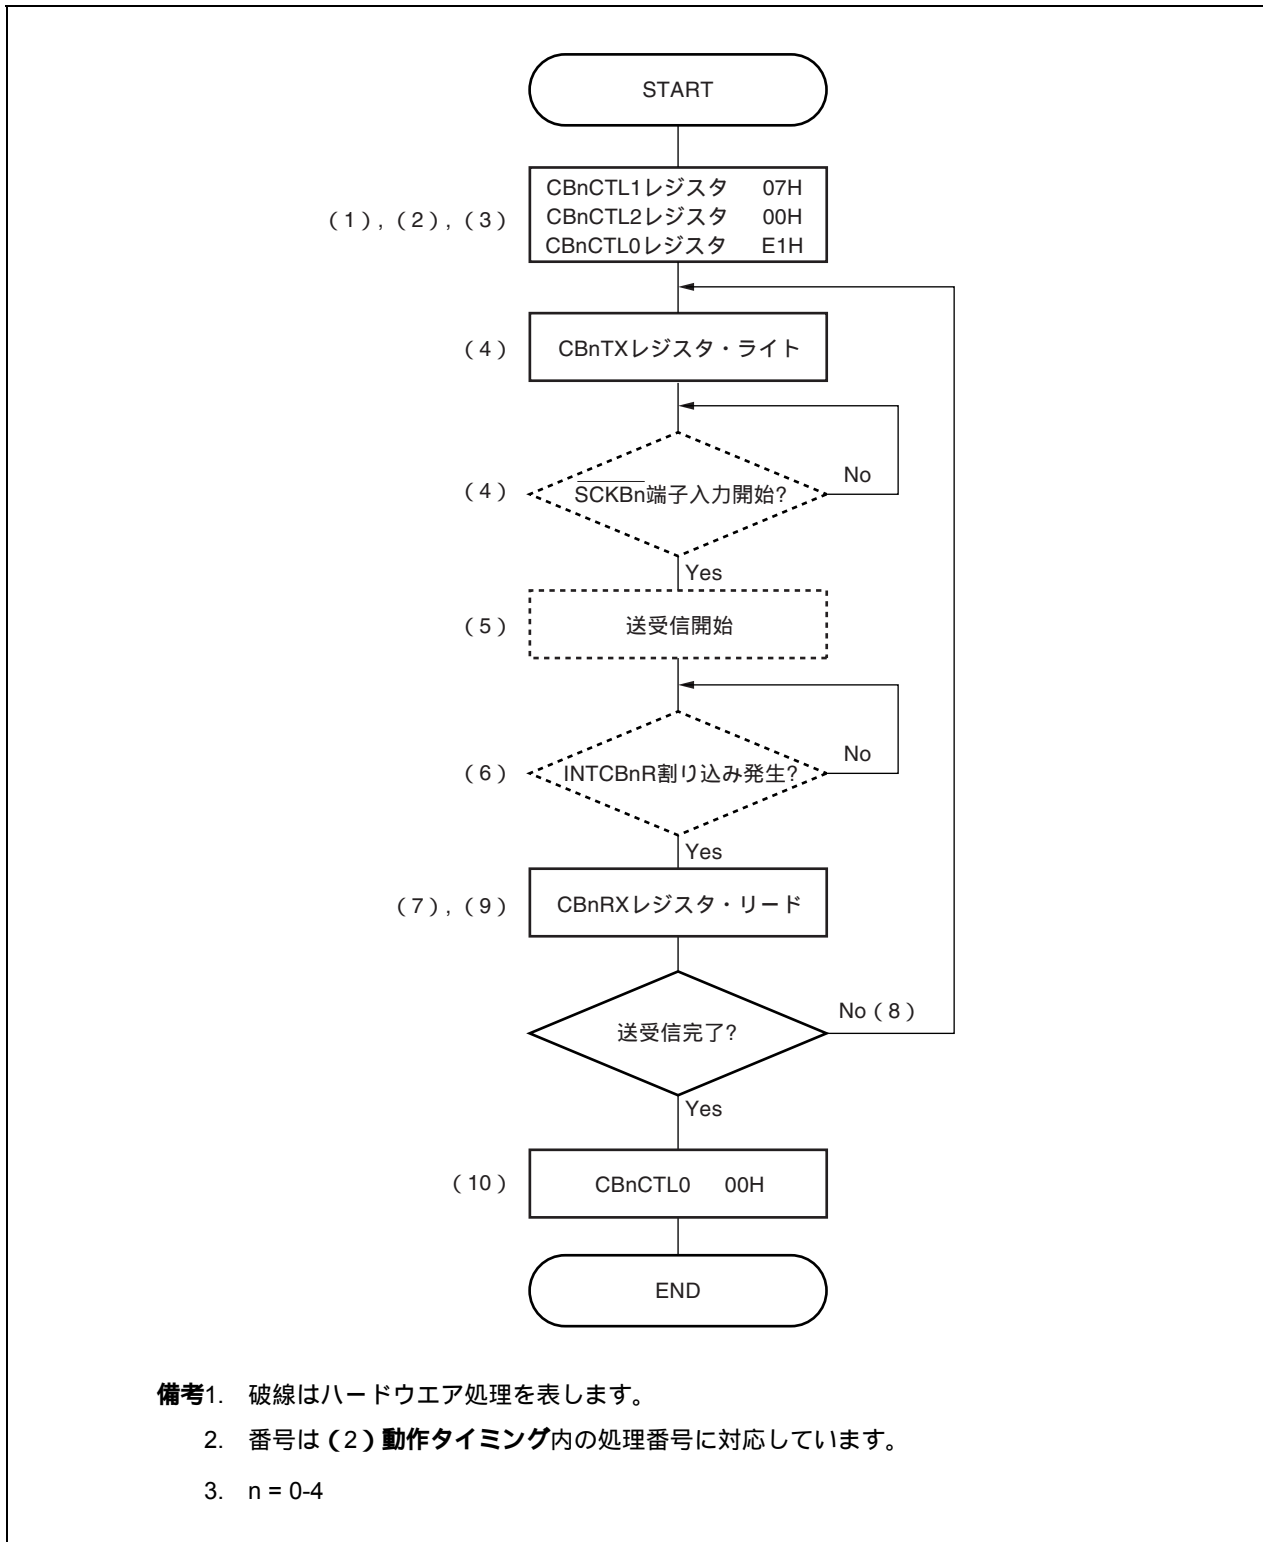 START
CBnCTL1レジスタ 07H
(1), (2), (3) CBnCTL2レジスタ 00H
CBnCTL0レジスタ E1H
(4) CBnTXレジスタ・ライト
(4) SCKBn端子入力開始? No
Yes
(5) 送受信開始
(6) INTCBnR割り込み発生? No
Yes
(7), (9) CBnRXレジスタ・リード
送受信完了? No(8)
Yes
(10) CBnCTL0 00H
END
備考1. 破線はハードウエア処理を表します。
2. 番号は(2)動作タイミング内の処理番号に対応しています。
3. n = 0-4